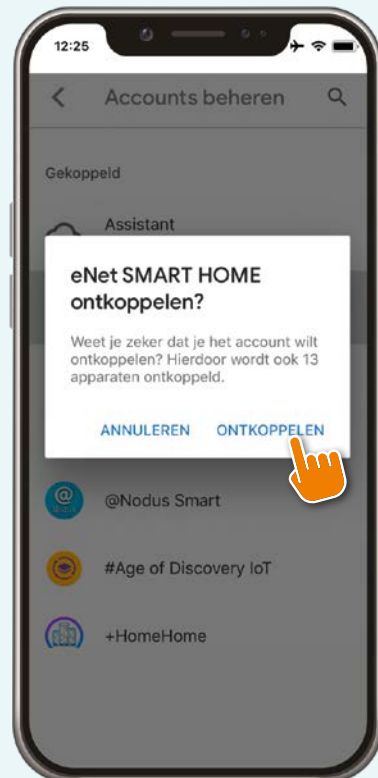 12:25
Accounts beheren
Gekoppeld
Assistant
eNet SMART HOME
ontkoppelen?
Weet je zeker dat je het account wilt
ontkoppelen? Hierdoor wordt ook 13
apparaten ontkoppeld.
ANNULEREN ONTKOPPELEN
@Nodus Smart
#Age of Discovery IoT
+HomeHome